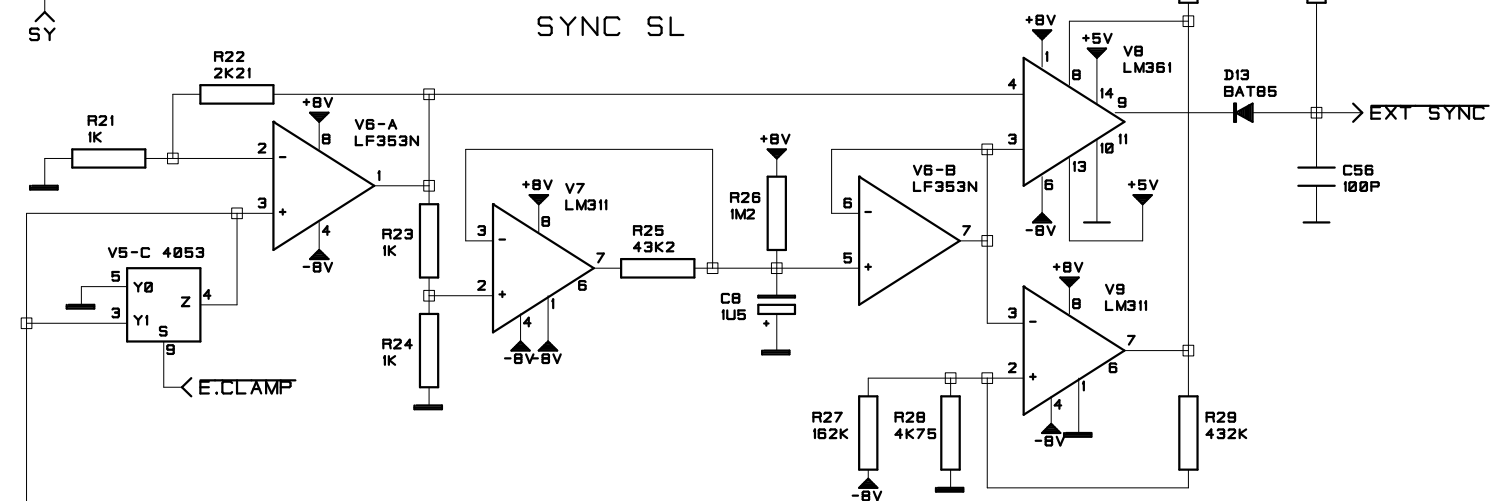 SYNC SL
SY
R22
2K21
R21
1K
+8V
8
V6-A
LF353N
2
-
1
3
+
4
-8V
V5-C 4053
5
Y0
Z
4
3
Y1
S
9
E.CLAMP
R23
1K
R24
1K
+8V
V7
LM311
8
3
-
7
2
+
6
1
4
-8V
-8V
R25
43K2
+8V
R26
1M2
C8
1U5
+
V6-B
LF353N
6
-
7
5
+
+8V
1
+5V
V8
LM361
8
4
14
9
3
11
10
13
6
-8V
+5V
D13
BAT85
EXT SYNC
C56
100P
+8V
V9
LM311
8
3
-
7
2
+
6
1
4
-8V
R27
162K
-8V
R28
4K75
R29
432K